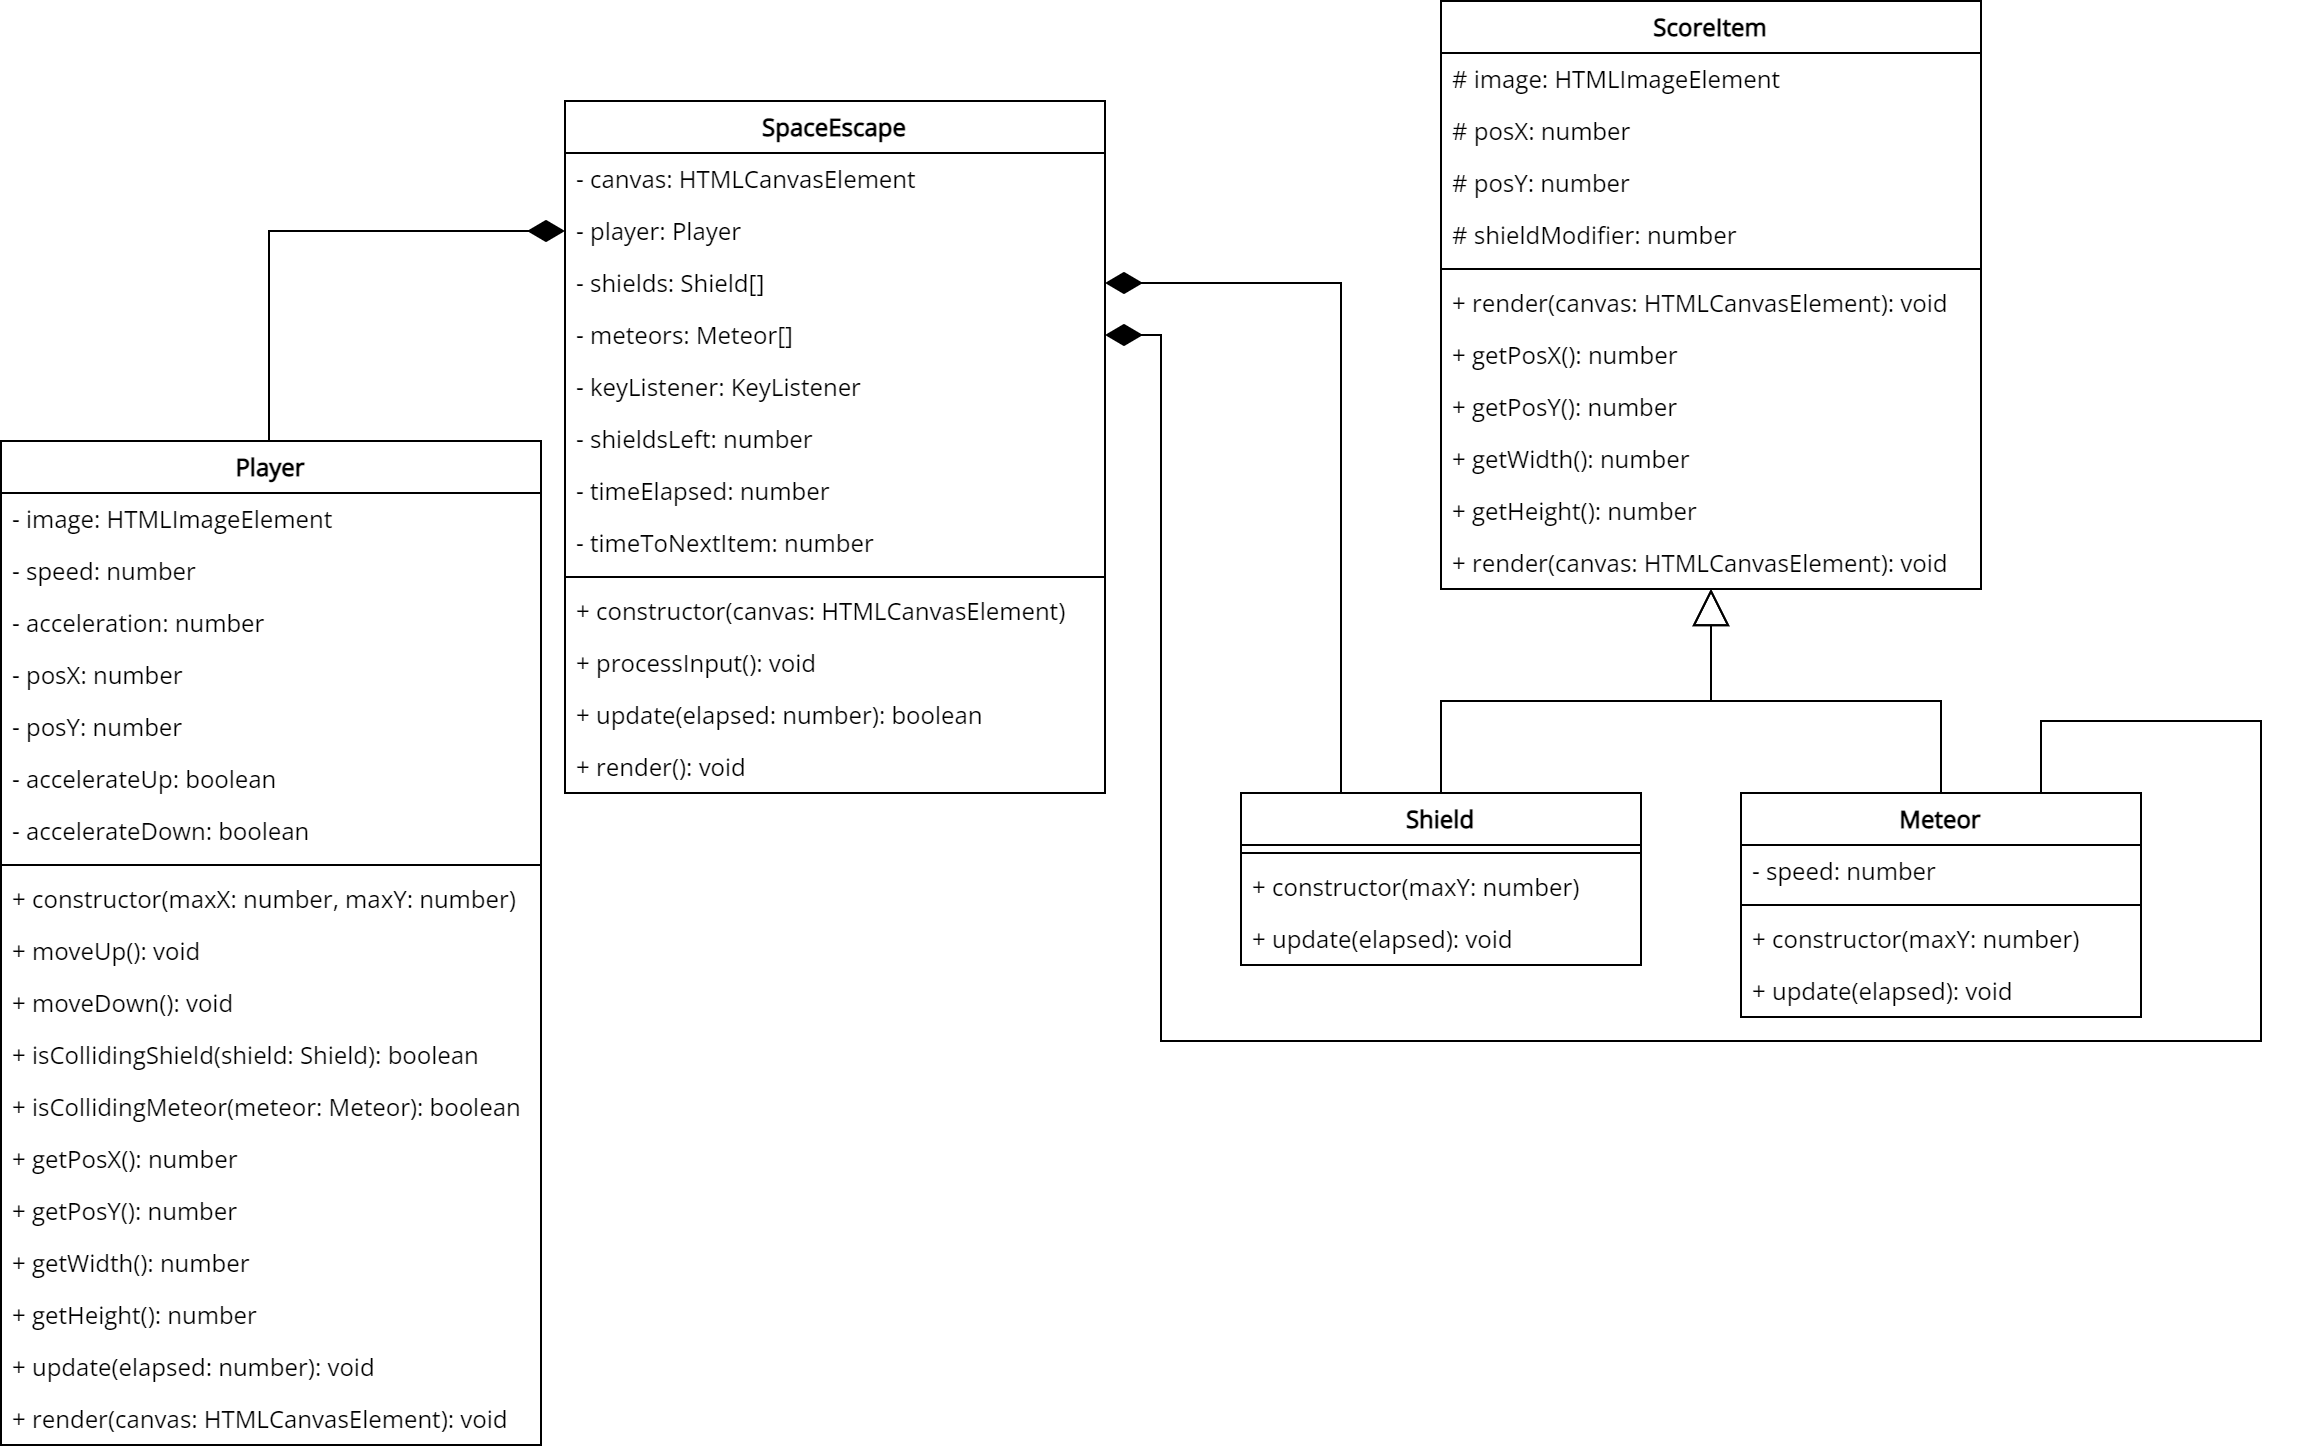 ScoreItem
# image: HTMLImageElement
# posX: number
# posY: number
# shieldModifier: number
+ render(canvas: HTMLCanvasElement): void
+ getPosX(): number
+ getPosY(): number
+ getWidth(): number
+ getHeight(): number
+ render(canvas: HTMLCanvasElement): void
SpaceEscape
- canvas: HTMLCanvasElement
- player: Player
- shields: Shield[]
- meteors: Meteor[]
- keyListener: KeyListener
- shieldsLeft: number
- timeElapsed: number
- timeToNextItem: number
+ constructor(canvas: HTMLCanvasElement)
+ processInput(): void
+ update(elapsed: number): boolean
+ render(): void
Player
- image: HTMLImageElement
- speed: number
- acceleration: number
- posX: number
- posY: number
- accelerateUp: boolean
- accelerateDown: boolean
+ constructor(maxX: number, maxY: number)
+ moveUp(): void
+ moveDown(): void
+ isCollidingShield(shield: Shield): boolean
+ isCollidingMeteor(meteor: Meteor): boolean
+ getPosX(): number
+ getPosY(): number
+ getWidth(): number
+ getHeight(): number
+ update(elapsed: number): void
+ render(canvas: HTMLCanvasElement): void
Shield
+ constructor(maxY: number)
+ update(elapsed): void
Meteor
- speed: number
+ constructor(maxY: number)
+ update(elapsed): void